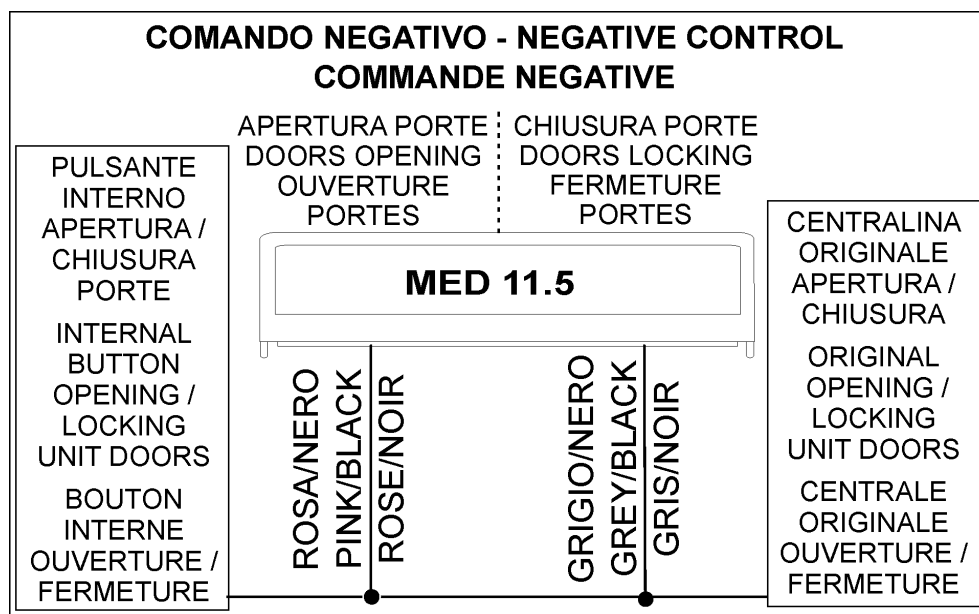 COMANDO NEGATIVO - NEGATIVE CONTROL
COMMANDE NEGATIVE
APERTURA PORTE
DOORS OPENING
OUVERTURE
PORTES
CHIUSURA PORTE
DOORS LOCKING
FERMETURE
PORTES
PULSANTE
INTERNO
APERTURA /
CHIUSURA
PORTE
INTERNAL
BUTTON
OPENING /
LOCKING
UNIT DOORS
BOUTON
INTERNE
OUVERTURE /
FERMETURE
MED 11.5
ROSA/NERO
PINK/BLACK
ROSE/NOIR
GRIGIO/NERO
GREY/BLACK
GRIS/NOIR
CENTRALINA
ORIGINALE
APERTURA /
CHIUSURA
ORIGINAL
OPENING /
LOCKING
UNIT DOORS
CENTRALE
ORIGINALE
OUVERTURE /
FERMETURE